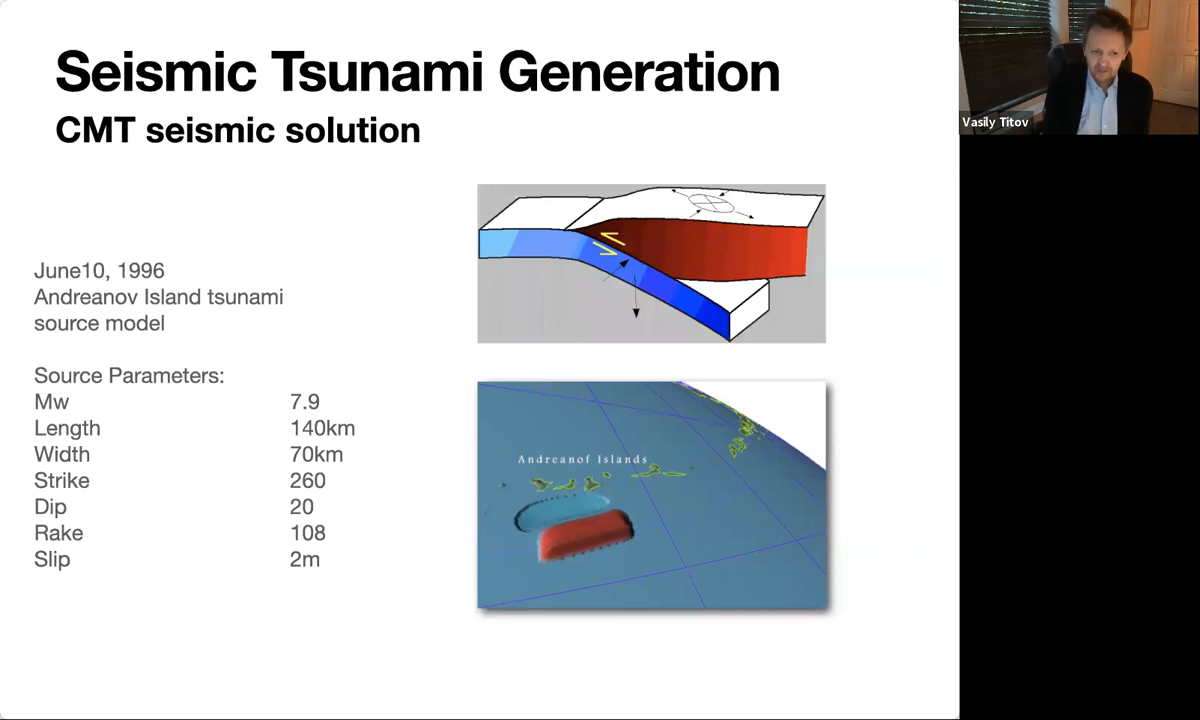 Seismic Tsunami Generation
CMT seismic solution
June10, 1996
Andreanov Island tsunami
source model
Source Parameters:
Mw 7.9
Length 140km
Width 70km
Strike 260
Dip 20
Rake 108
Slip 2m
Andreanof Islands
Vasily Titov